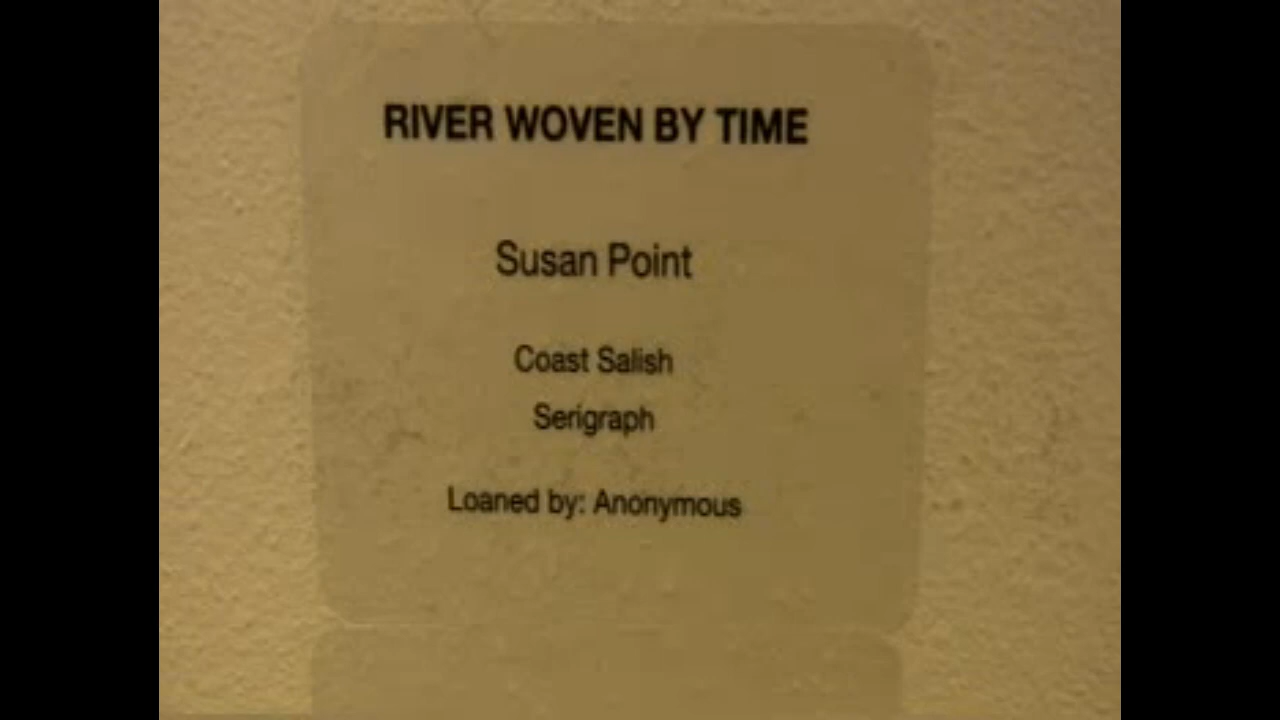 RIVER WOVEN BY TIME
Susan Point
Coast Salish
Serigraph
Loaned by: Anonymous